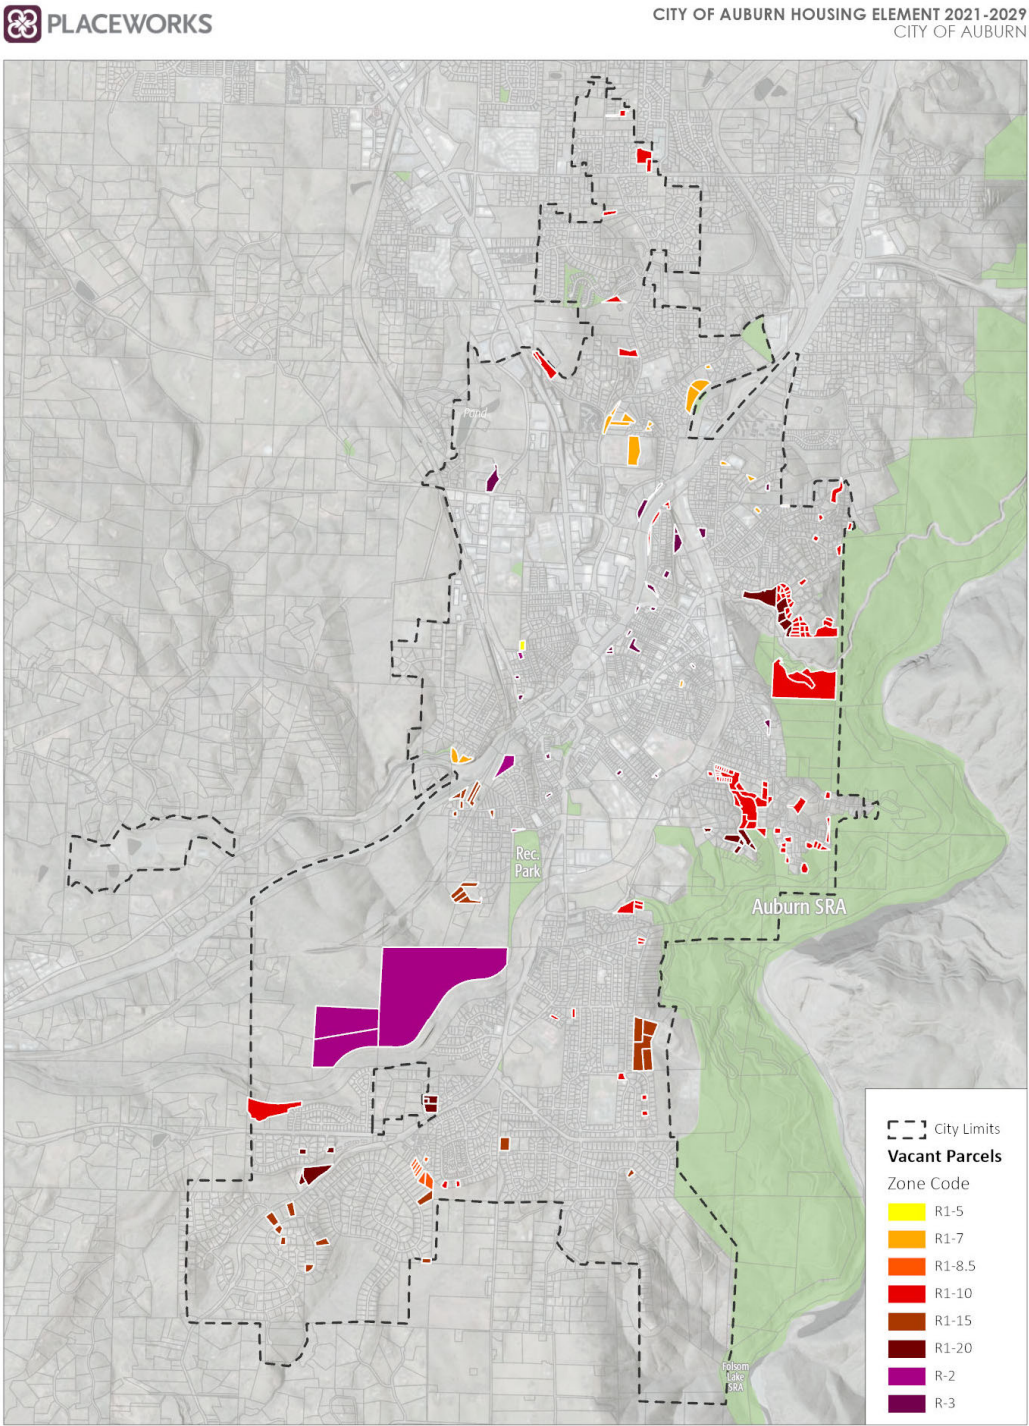 PLACEWORKS
CITY OF AUBURN HOUSING ELEMENT 2021-2029
CITY OF AUBURN
Pond
Rec
Park
Auburn SRA
Folsom
Lake
SRA
City Limits
Vacant Parcels
Zone Code
R1-5
R1-7
R1-8.5
R1-10
R1-15
R1-20
R-2
R-3